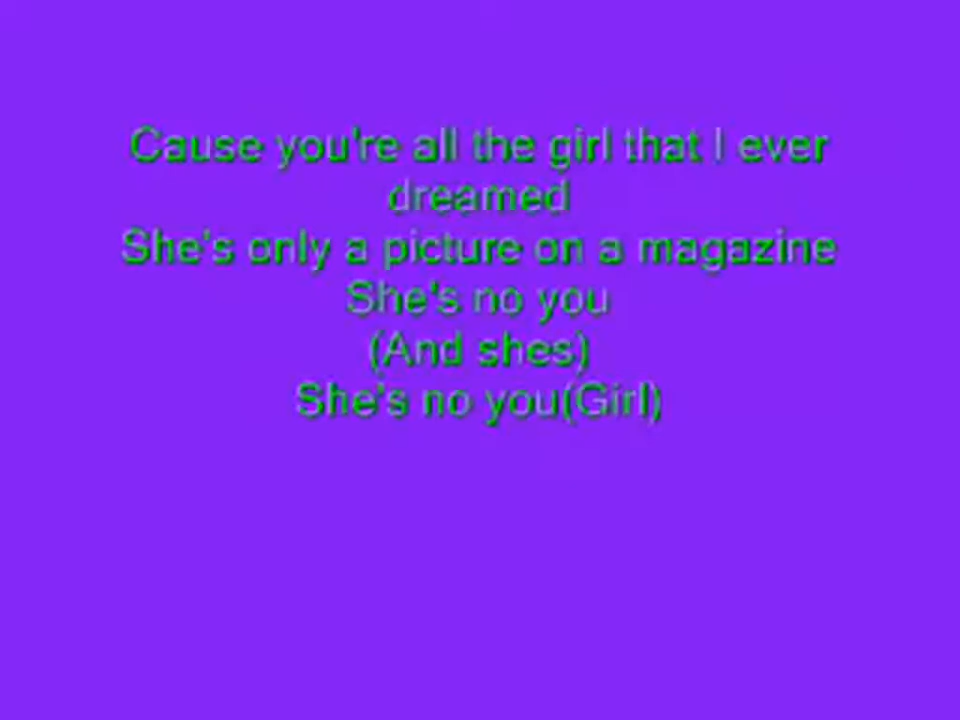 Cause you're all the girl that I ever
dreamed
She's only a picture on a magazine
She's no you
(And shes)
She's no you(Girl)